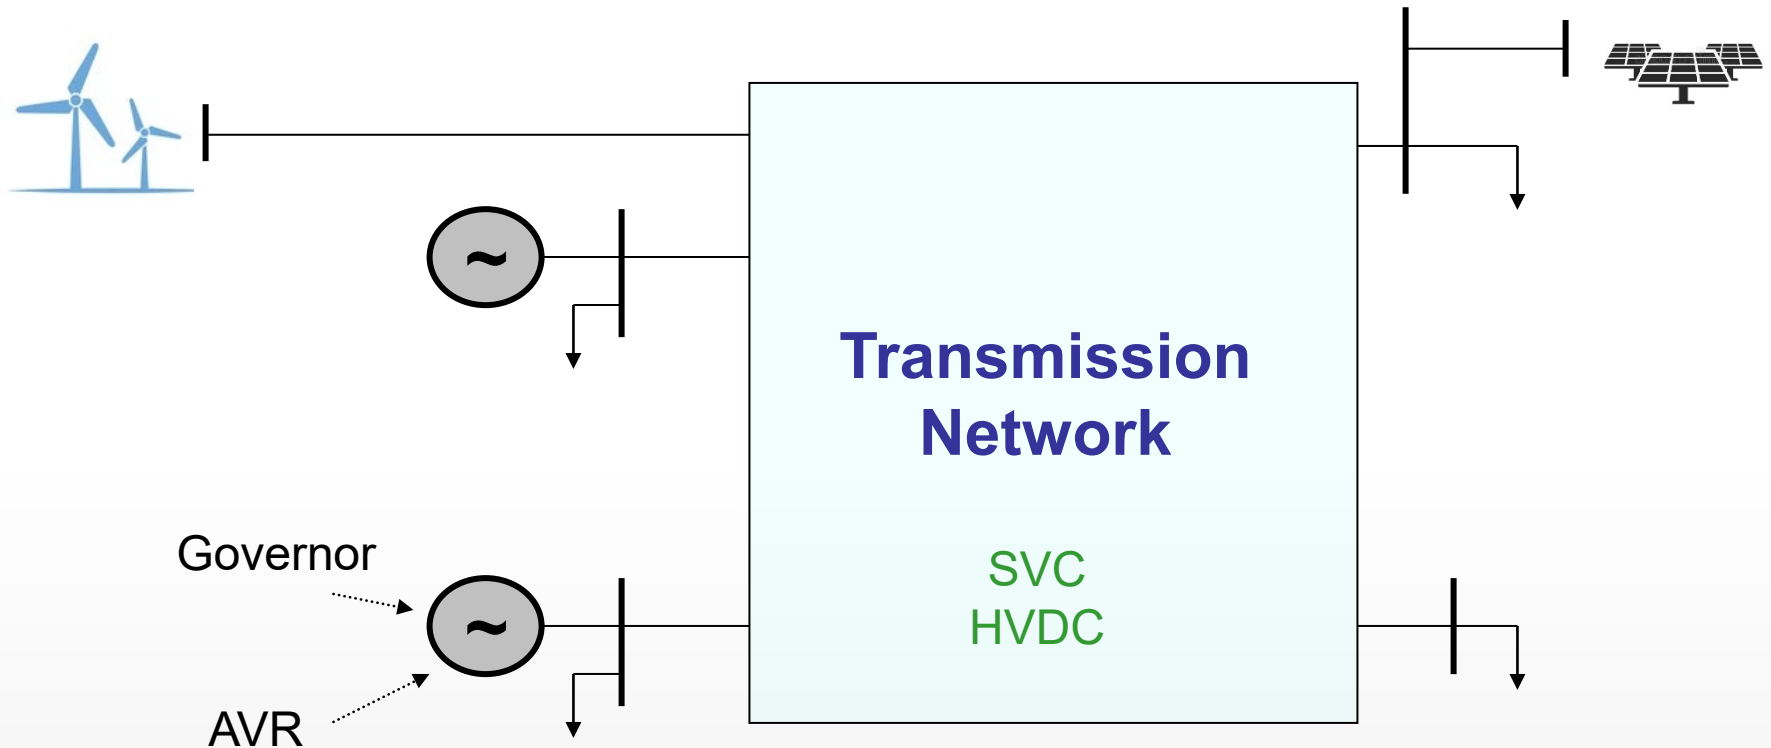 ~
Transmission
Network
Governor
SVC
~
HVDC
AVR